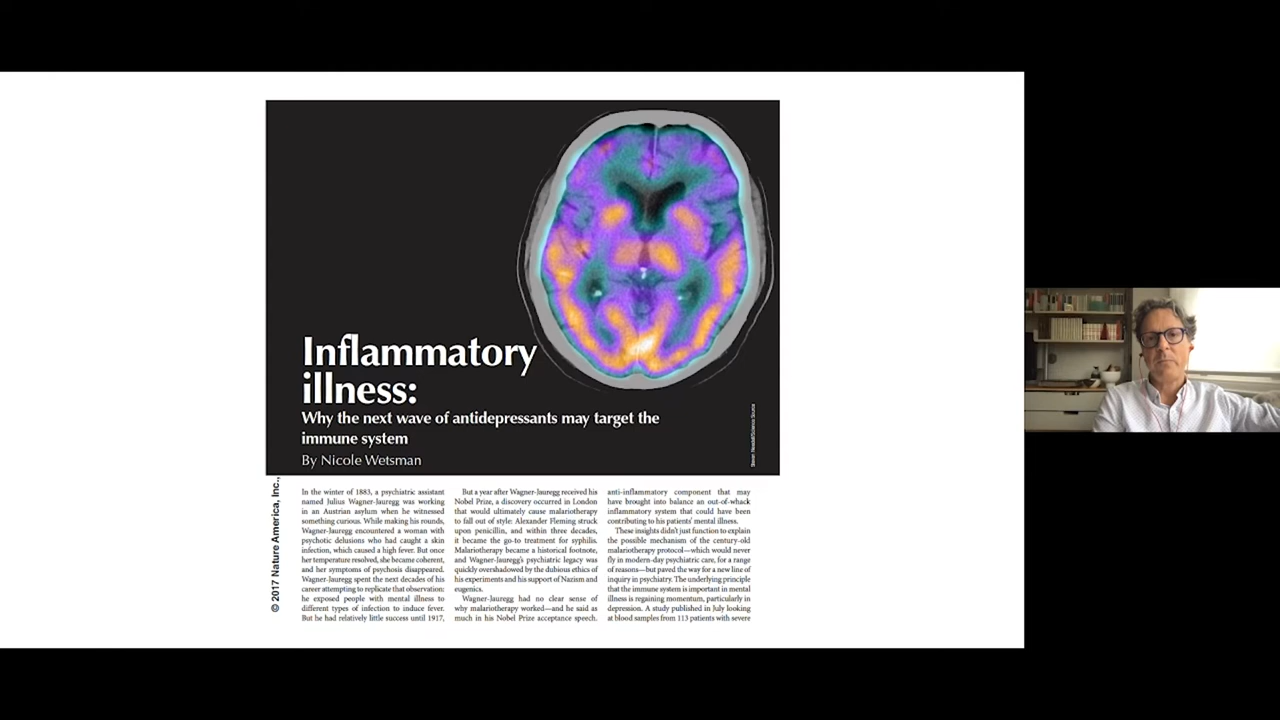 Inflammatory
illness:
Why the next wave of antidepressants may target the
immune system
By Nicole Wetsman
© 2017 Nature America, Inc.,
In the winter of 1883, a psychiatric assistant
named Julius Wagner-Jauregg was working
in an Austrian asylum when he witnessed
something curious. While making his rounds,
Wagner-Jauregg encountered a woman with
psychotic delusions who had caught a skin
infection, which caused a high fever. But once
her temperature resolved, she became coherent,
and her symptoms of psychosis disappeared.
Wagner-Jauregg spent the next decades of his
career attempting to replicate that observation:
he exposed people with mental illness to
different types of infection to induce fever.
But he had relatively little success until 1917,
But a year after Wagner-Jauregg received his
Nobel Prize, a discovery occurred in London
that would ultimately cause malariotherapy
to fall out of style: Alexander Fleming struck
upon penicillin, and within three decades,
it became the go-to treatment for syphilis.
Malariotherapy became a historical footnote,
and Wagner-Jauregg's psychiatric legacy was
quickly overshadowed by the dubious ethics of
his experiments and his support of Nazism and
eugenics.
Wagner-Jauregg had no clear sense of
why malariotherapy worked—and he said as
much in his Nobel Prize acceptance speech.
anti-inflammatory component that may
have brought into balance an out-of-whack
inflammatory system that could have been
contributing to his patients' mental illness.
These insights didn't just function to explain
the possible mechanism of the century-old
malariotherapy protocol—which would never
fly in modern-day psychiatric care, for a range
of reasons—but paved the way for a new line of
inquiry in psychiatry. The underlying principle
that the immune system is important in mental
illness is regaining momentum, particularly in
depression. A study published in July looking
at blood samples from 113 patients with severe